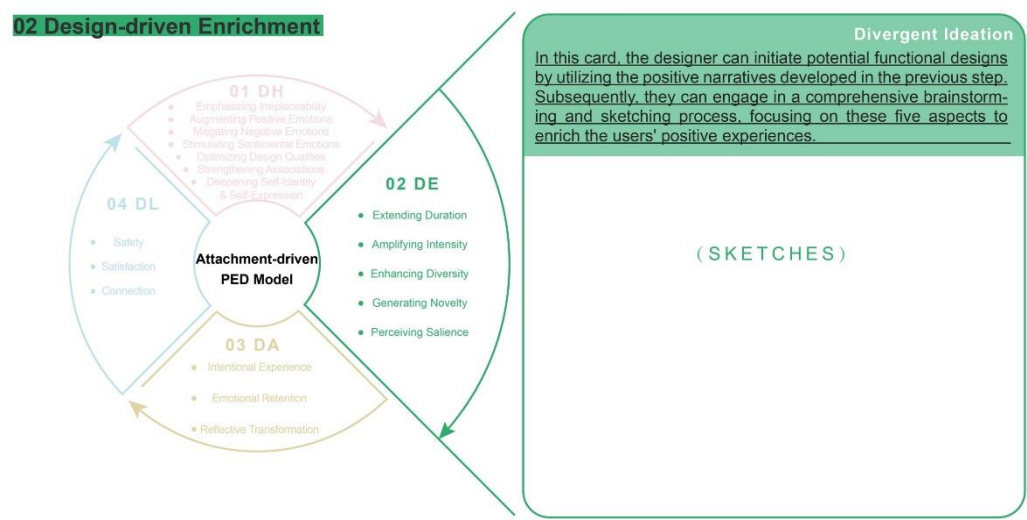 02 Design-driven Enrichment
01 DH
• Emphasizing Irreplaceability
• Augmenting Positive Emotions
• Mitigating Negative Emotions
• Stimulating Sentimental Emotions
• Optimizing Design Qualities
• Strengthening Associations
• Deepening Self-Identity
& Self-Expression
02 DE
• Extending Duration
• Amplifying Intensity
• Enhancing Diversity
• Generating Novelty
• Perceiving Salience
03 DA
• Intentional Experience
• Emotional Retention
• Reflective Transformation
04 DL
• Safety
• Satisfaction
• Connection
Attachment-driven
PED Model
Divergent Ideation
In this card, the designer can initiate potential functional designs
by utilizing the positive narratives developed in the previous step.
Subsequently, they can engage in a comprehensive brainstorm-
ing and sketching process, focusing on these five aspects to
enrich the users' positive experiences.
(SKETCHES)